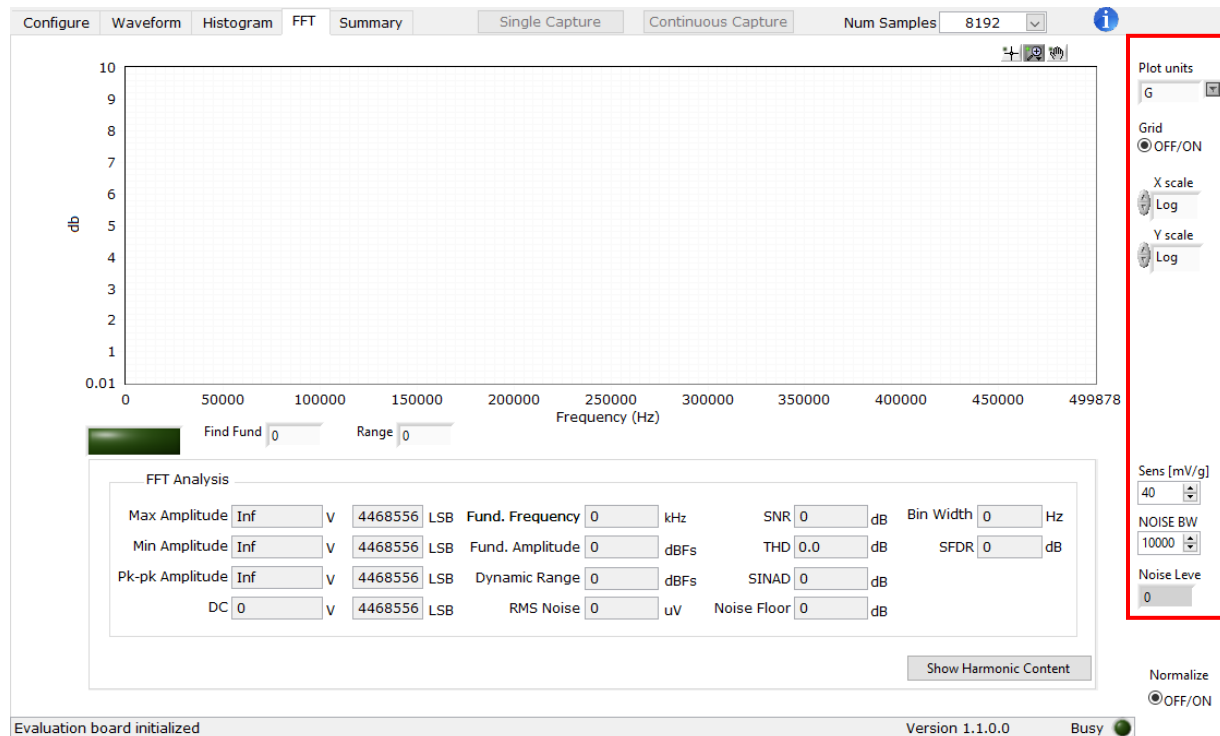 Configure Waveform Histogram FFT Summary Single Capture Continuous Capture Num Samples 8192
i
Plot units
G
Grid
OFF/ON
X scale
Log
Y scale
Log
10
9
8
7
6
5
4
3
2
1
0.01
db
0 50000 100000 150000 200000 250000 300000 350000 400000 450000 499878
Frequency (Hz)
Find Fund 0 Range 0
FFT Analysis
Max Amplitude Inf V 4468556 LSB Fund. Frequency 0 kHz SNR 0 dB Bin Width 0 Hz
Min Amplitude Inf V 4468556 LSB Fund. Amplitude 0 dBFs THD 0.0 dB SFDR 0 dB
Pk-pk Amplitude Inf V 4468556 LSB Dynamic Range 0 dBFs SINAD 0 dB
DC 0 V 4468556 LSB RMS Noise 0 uV Noise Floor 0 dB
Show Harmonic Content
Sens [mV/g]
40
NOISE BW
10000
Noise Leve
0
Normalize
OFF/ON
Evaluation board initialized Version 1.1.0.0 Busy